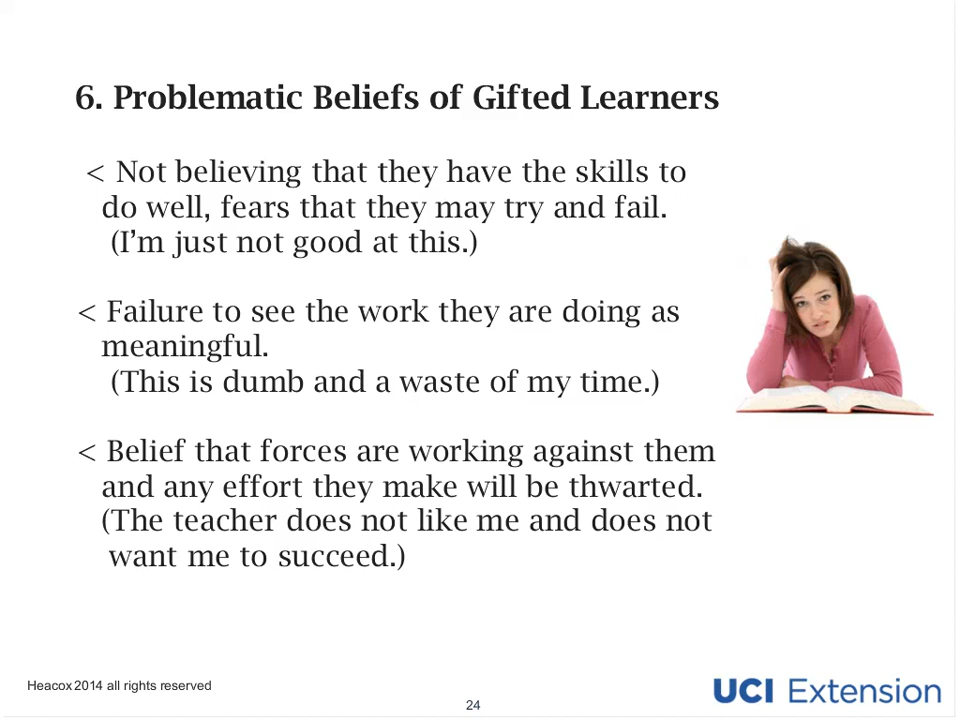 6. Problematic Beliefs of Gifted Learners
< Not believing that they have the skills to
do well, fears that they may try and fail.
(I’m just not good at this.)
< Failure to see the work they are doing as
meaningful.
(This is dumb and a waste of my time.)
< Belief that forces are working against them
and any effort they make will be thwarted.
(The teacher does not like me and does not
want me to succeed.)
Heacox 2014 all rights reserved
24
UCI Extension